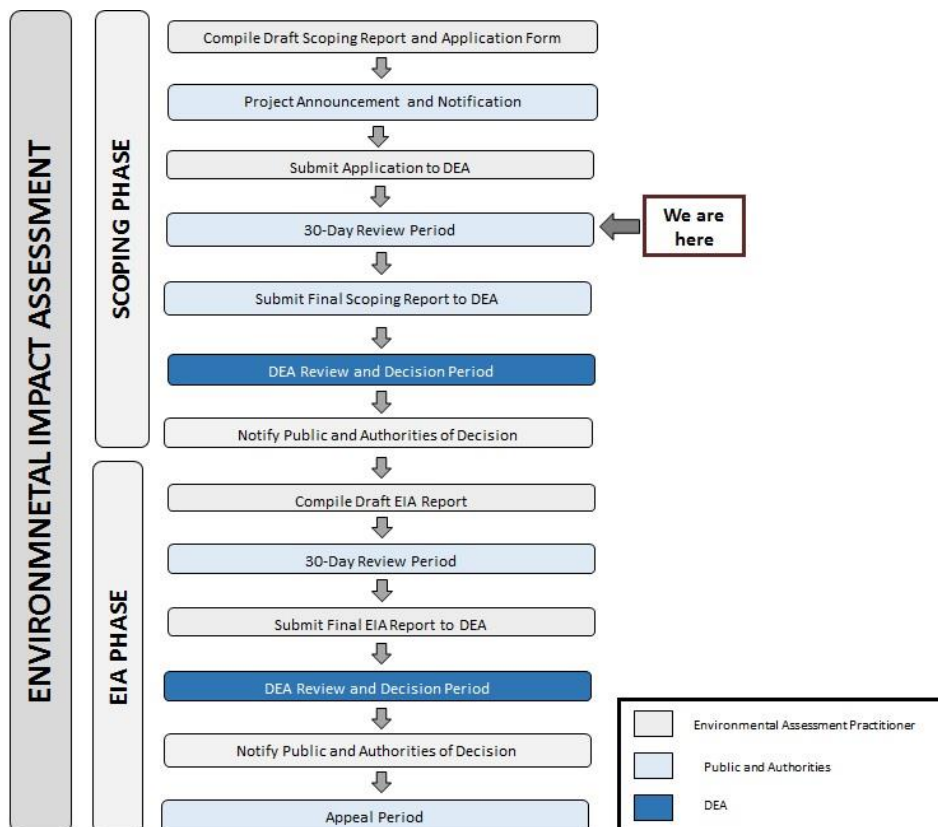 ENVIRONMNETAL IMPACT ASSESSMENT
SCOPING PHASE
Compile Draft Scoping Report and Application Form
Project Announcement and Notification
Submit Application to DEA
30-Day Review Period
We are
here
Submit Final Scoping Report to DEA
DEA Review and Decision Period
Notify Public and Authorities of Decision
EIA PHASE
Compile Draft EIA Report
30-Day Review Period
Submit Final EIA Report to DEA
DEA Review and Decision Period
Notify Public and Authorities of Decision
Appeal Period
Environmental Assessment Practitioner
Public and Authorities
DEA